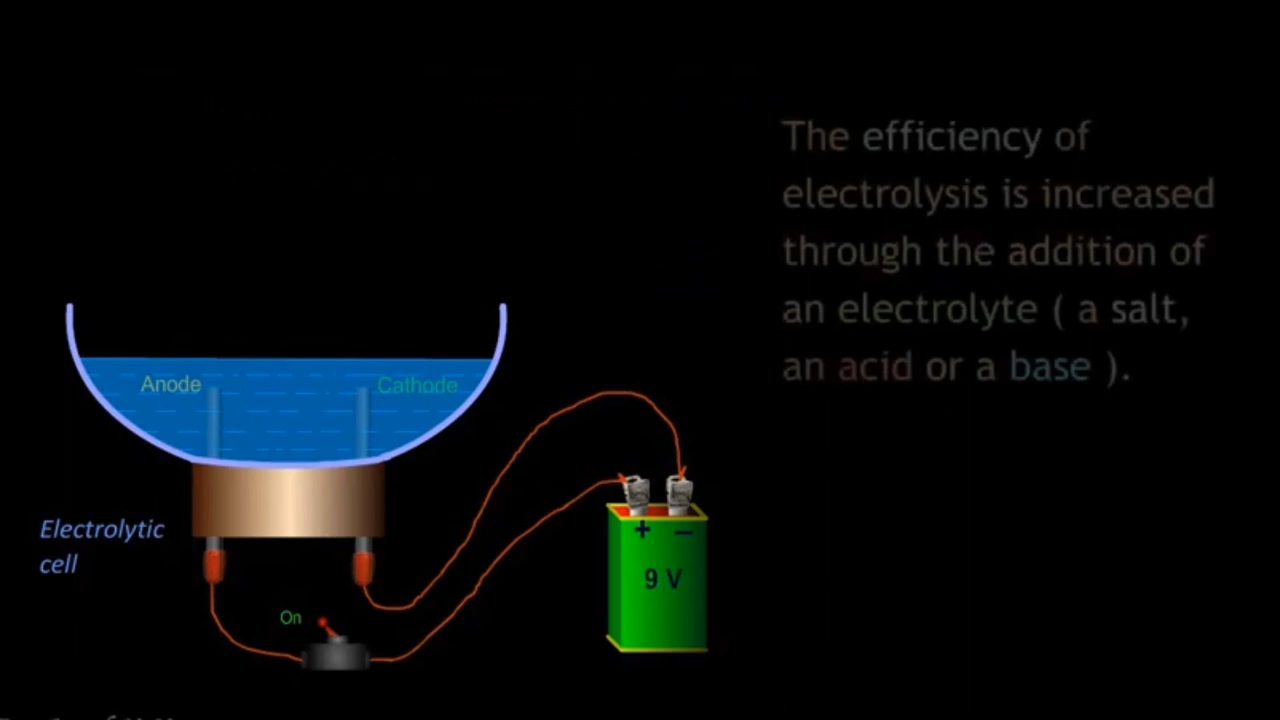 The efficiency of
electrolysis is increased
through the addition of
an electrolyte ( a salt,
an acid or a base ).
Anode
Cathode
Electrolytic
cell
On
+ −
9 V